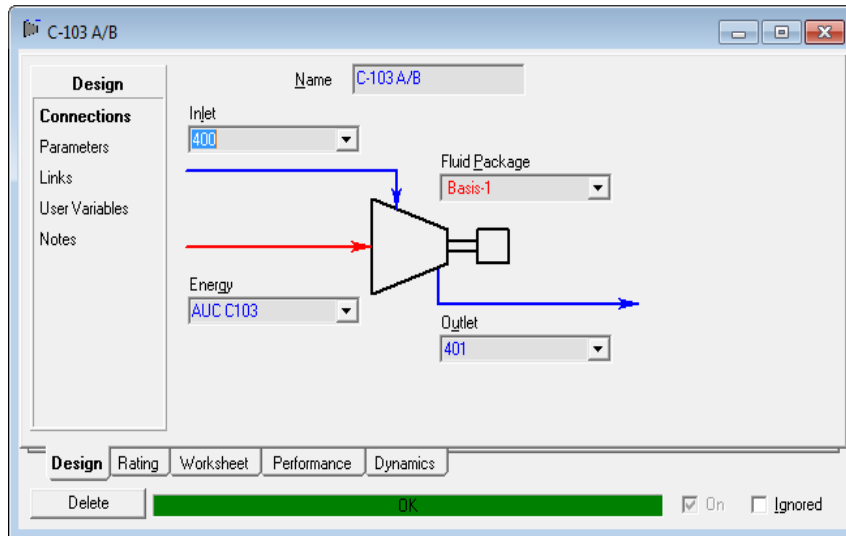 C-103 A/B
Design
Connections
Parameters
Links
User Variables
Notes
Name C-103 A/B
Inlet
400
Fluid Package
Basis-1
Energy
AUC C103
Outlet
401
Design Rating Worksheet Performance Dynamics
Delete OK On Ignored